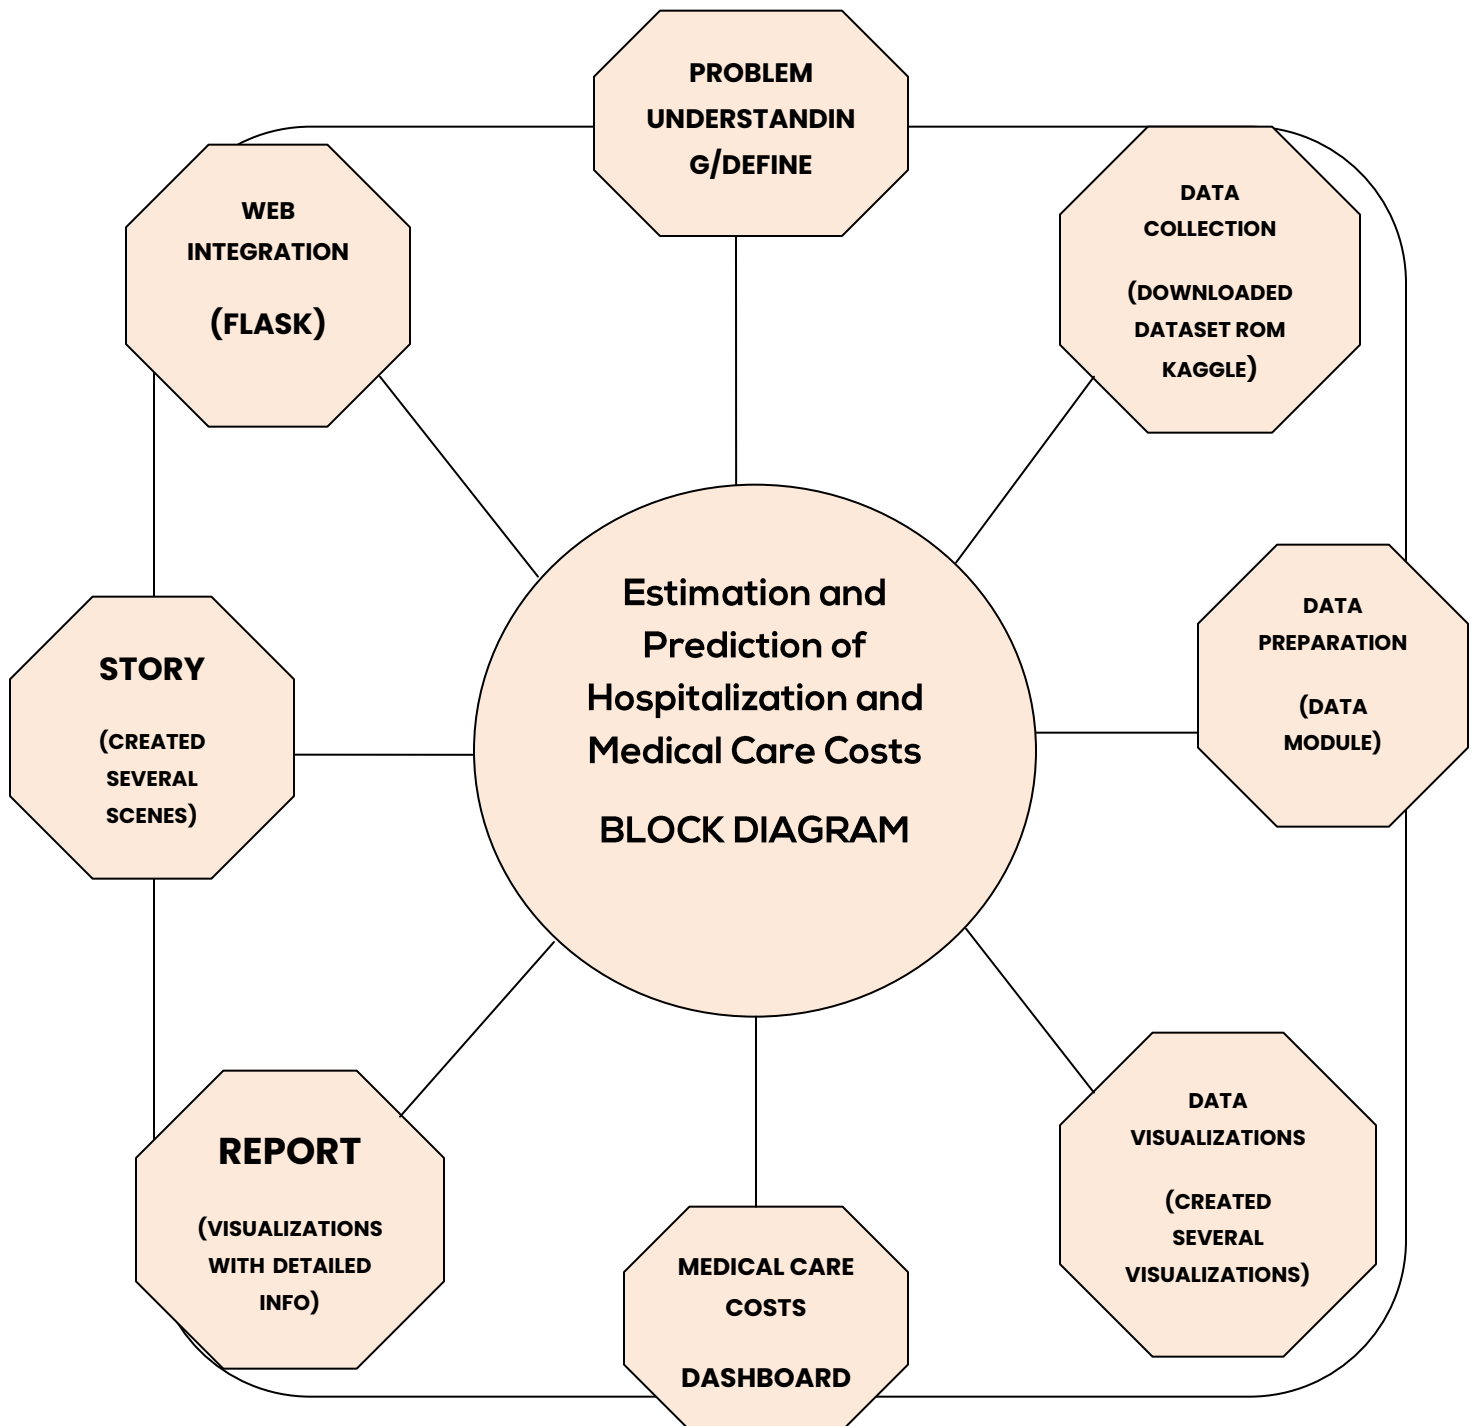 PROBLEM
UNDERSTANDIN
G/DEFINE
WEB
INTEGRATION
(FLASK)
DATA
COLLECTION
(DOWNLOADED
DATASET ROM
KAGGLE)
Estimation and
Prediction of
Hospitalization and
Medical Care Costs
BLOCK DIAGRAM
DATA
PREPARATION
(DATA
MODULE)
STORY
(CREATED
SEVERAL
SCENES)
DATA
VISUALIZATIONS
(CREATED
SEVERAL
VISUALIZATIONS)
REPORT
(VISUALIZATIONS
WITH DETAILED
INFO)
MEDICAL CARE
COSTS
DASHBOARD